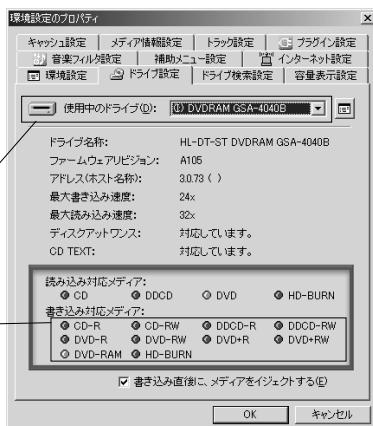 環境設定のプロパティ
キャッシュ設定 メディア情報設定 トラック設定 プラグイン設定
音楽フィルタ設定 補助メニュー設定 インターネット設定
環境設定 ドライブ設定 ドライブ検索設定 容量表示設定
使用中のドライブ(D): DVDRAM GSA-4040B
ドライブ名称: HL-DT-ST DVDRAM GSA-4040B
ファームウェアリビジョン: A105
アドレス(ホスト名称): 3.0.73 ( )
最大書き込み速度: 24x
最大読み込み速度: 32x
ディスクアットワンス: 対応しています。
CD TEXT: 対応しています。
読み込み対応メディア:
CD DDCD DVD HD-BURN
書き込み対応メディア:
CD-R CD-RW DDCD-R DDCD-RW
DVD-R DVD-RW DVD+R DVD+RW
DVD-RAM HD-BURN
書き込み直後に、メディアをイジェクトする(E)
OK キャンセル